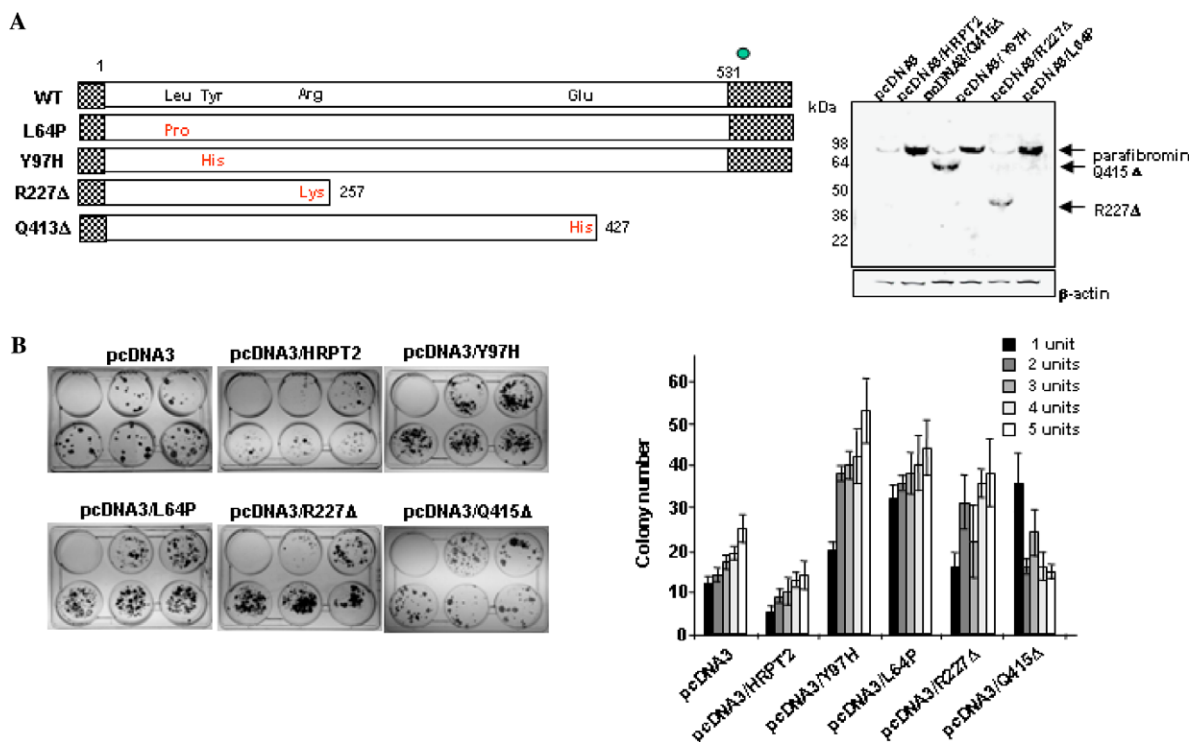 A
1
531
WT
Leu Tyr Arg Glu
L64P
Pro
Y97H
His
R227Δ
Lys
257
Q413Δ
His
427
pcDNA3
pcDNA3/HRPT2
pcDNA3/Q415Δ
pcDNA3/Y97H
pcDNA3/R227Δ
pcDNA3/L64P
kDa
98
64
50
36
22
parafibromin
Q415Δ
R227Δ
β-actin
B
pcDNA3
pcDNA3/HRPT2
pcDNA3/Y97H
pcDNA3/L64P
pcDNA3/R227Δ
pcDNA3/Q415Δ
1 unit
2 units
3 units
4 units
5 units
Colony number
60
50
40
30
20
10
0
pcDNA3
pcDNA3/HRPT2
pcDNA3/Y97H
pcDNA3/L64P
pcDNA3/R227Δ
pcDNA3/Q415Δ